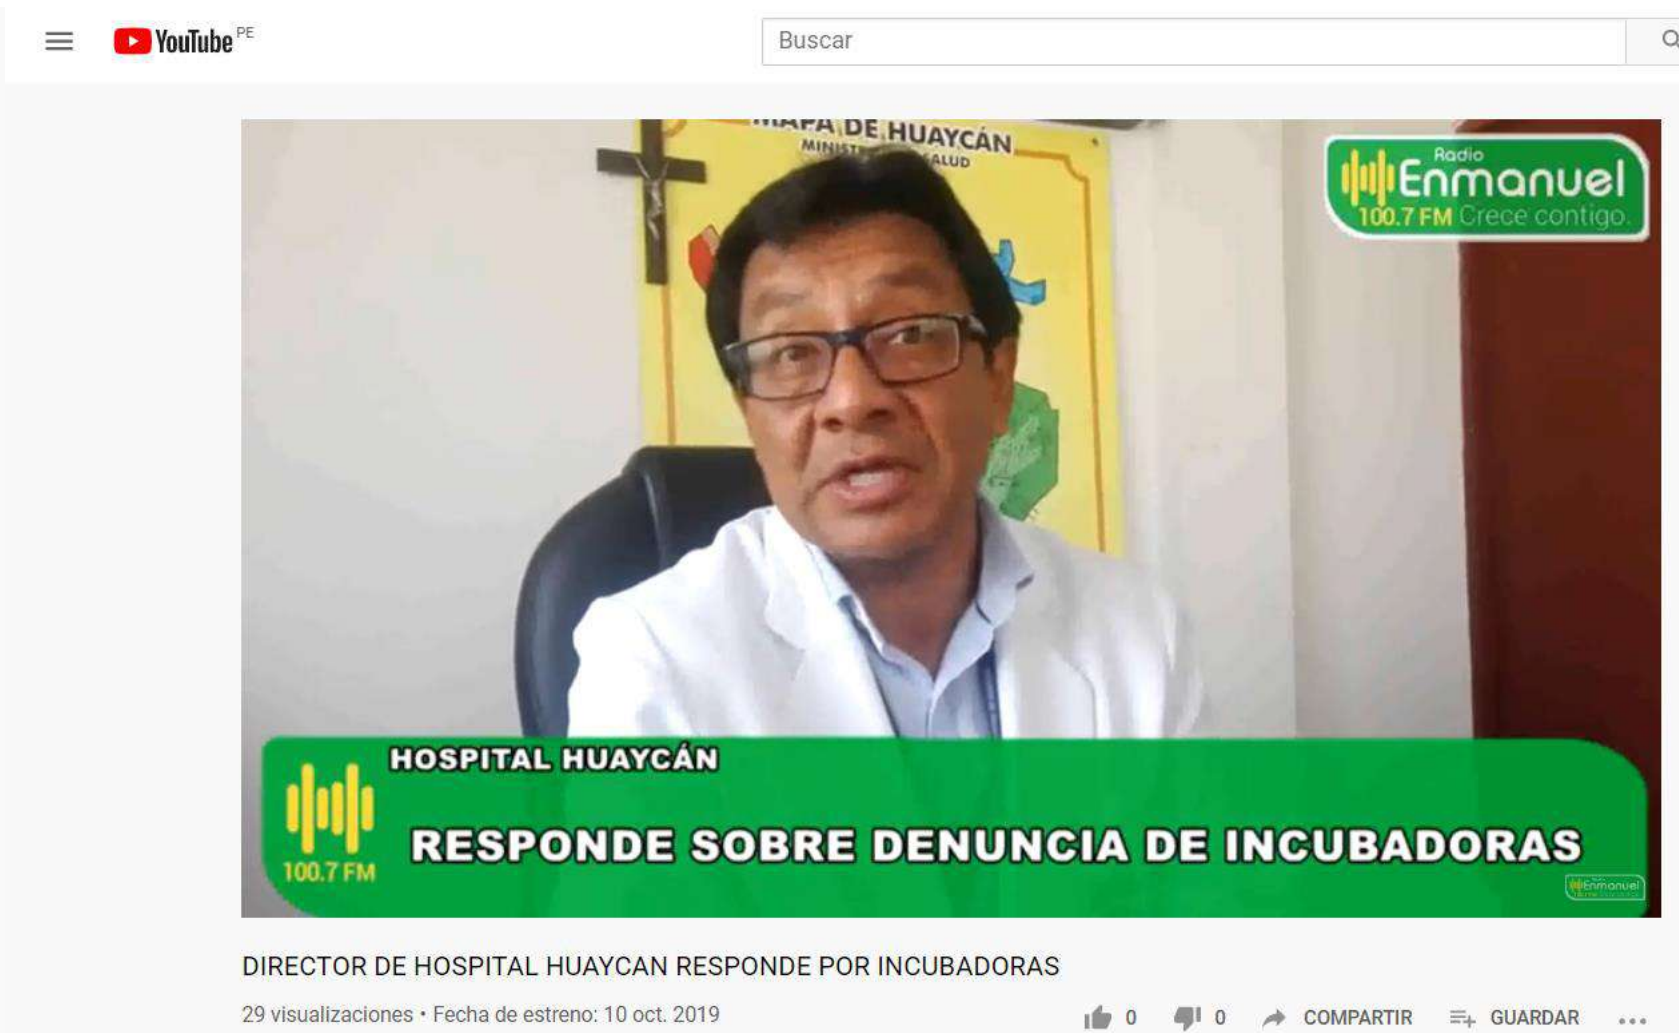 YouTube PE
Buscar
MAPA DE HUAYCÁN
Radio
Enmanuel
100.7 FM Crece contigo.
HOSPITAL HUAYCÁN
RESPONDE SOBRE DENUNCIA DE INCUBADORAS
100.7 FM
Enmanuel
DIRECTOR DE HOSPITAL HUAYCAN RESPONDE POR INCUBADORAS
29 visualizaciones • Fecha de estreno: 10 oct. 2019
0
0
COMPARTIR
GUARDAR